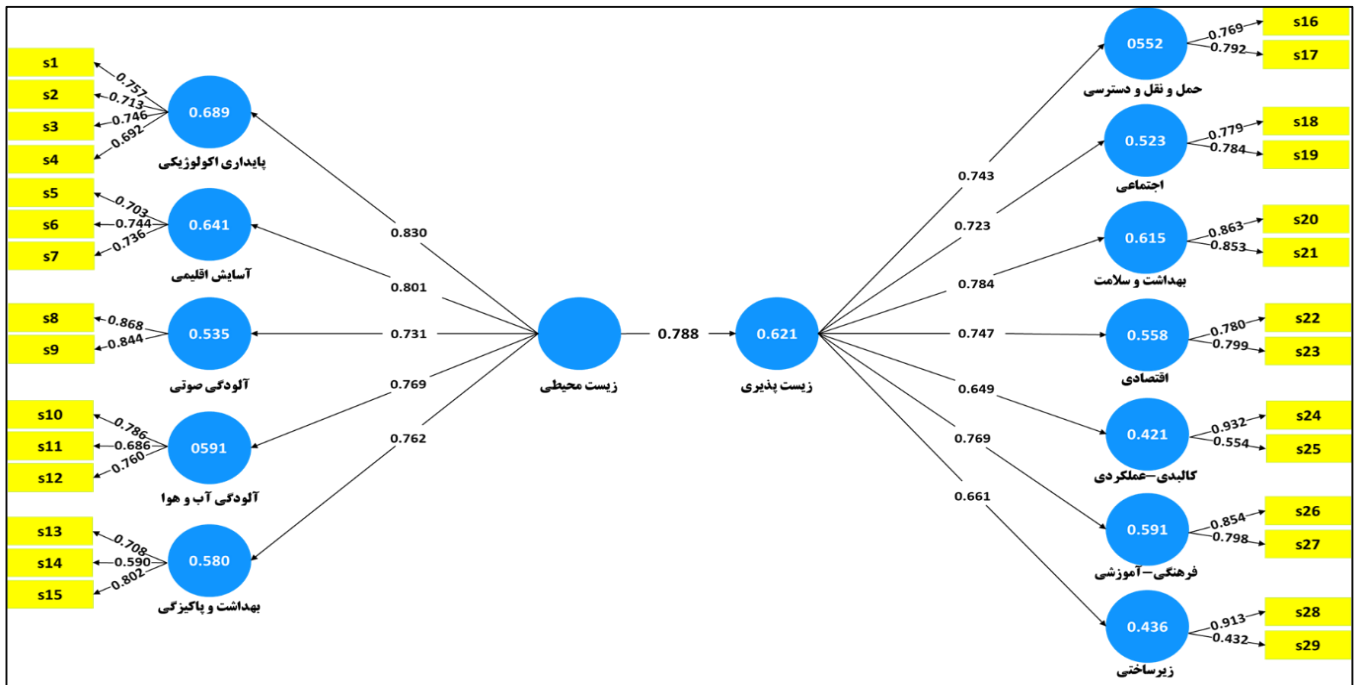 s1
s2
s3
s4
0.757
0.713
0.746
0.692
0.689
پایداری اکولوژیکی
s5
s6
s7
0.703
0.744
0.736
0.641
آسایش اقلیمی
s8
s9
0.868
0.844
0.535
آلودگی صوتی
s10
s11
s12
0.786
0.686
0.760
0591
آلودگی آب و هوا
s13
s14
s15
0.708
0.590
0.802
0.580
بهداشت و پاکیزگی
0.830
0.801
0.731
0.769
0.762
زیست محیطی
0.788
0.621
زیست پذیری
0.743
0.723
0.784
0.747
0.649
0.769
0.661
0552
حمل و نقل و دسترسی
0.769
0.792
s16
s17
0.523
اجتماعی
0.779
0.784
s18
s19
0.615
بهداشت و سلامت
0.863
0.853
s20
s21
0.558
اقتصادی
0.780
0.799
s22
s23
0.421
کالبدی–عملکردی
0.932
0.554
s24
s25
0.591
فرهنگی–آموزشی
0.854
0.798
s26
s27
0.436
زیرساختی
0.913
0.432
s28
s29